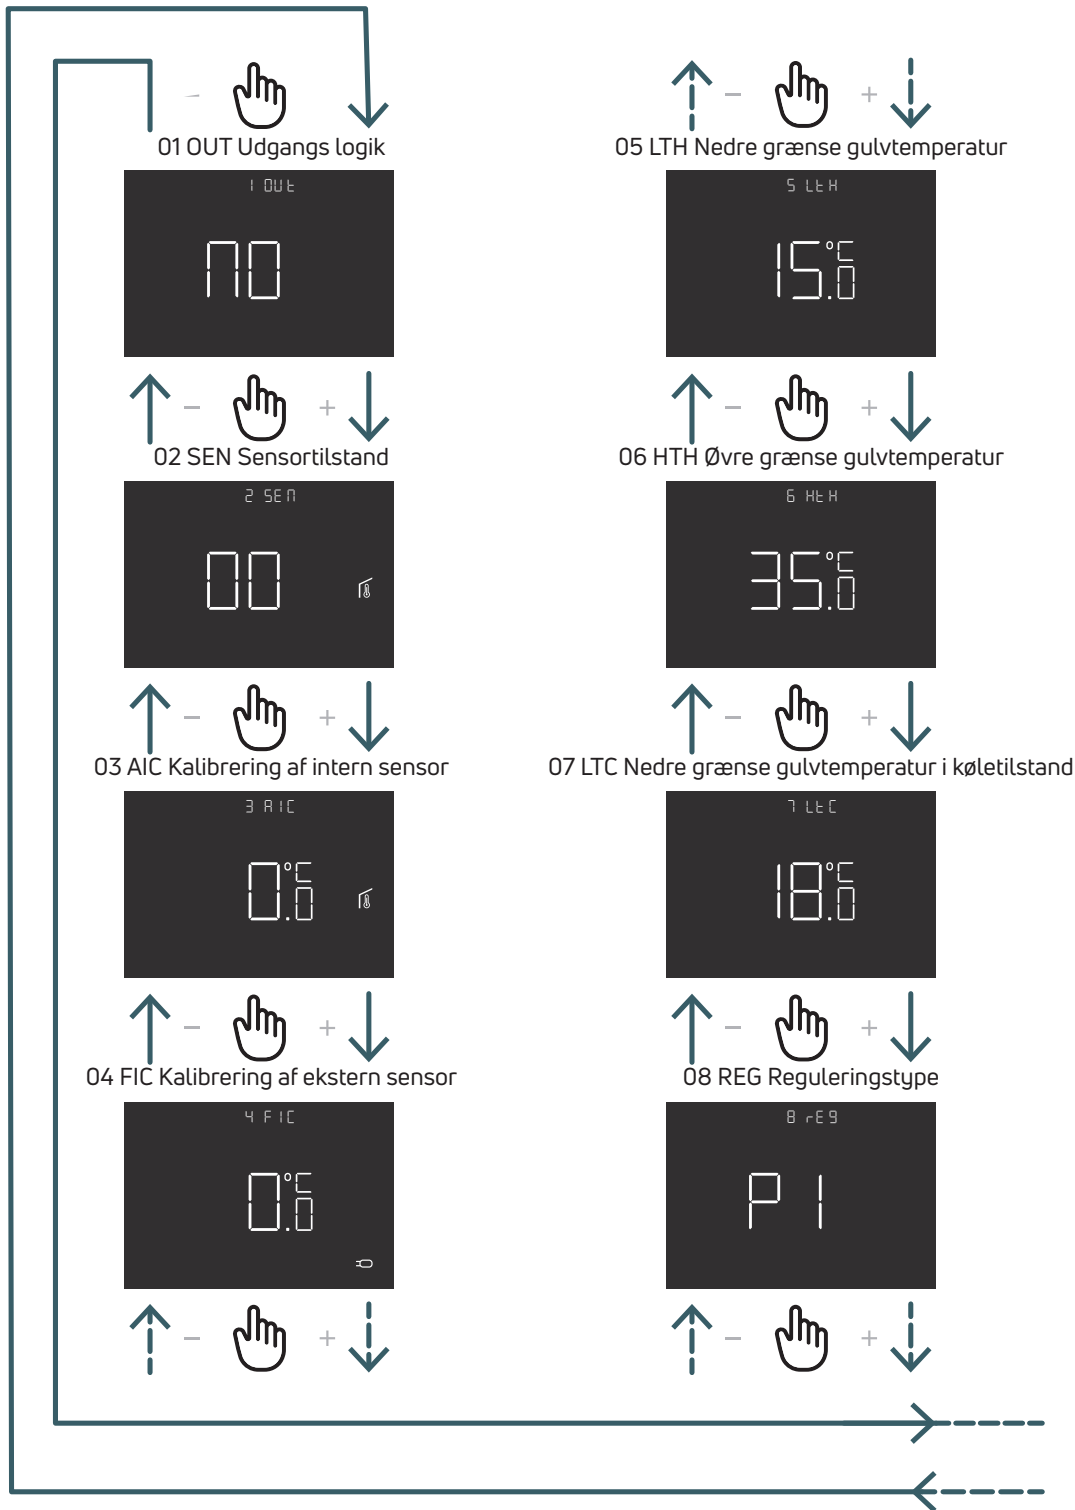 01 OUT Udgangs logik
1 OUt
NO
- +
02 SEN Sensortilstand
2 SEN
00
- +
03 AIC Kalibrering af intern sensor
3 AIC
0.0 °C
- +
04 FIC Kalibrering af ekstern sensor
4 FIC
0.0 °C
- +
- +
05 LTH Nedre grænse gulvtemperatur
5 LtH
15.0 °C
- +
06 HTH Øvre grænse gulvtemperatur
6 HtH
35.0 °C
- +
07 LTC Nedre grænse gulvtemperatur i køletilstand
7 LtC
18.0 °C
- +
08 REG Reguleringstype
8 rEg
PI
- +